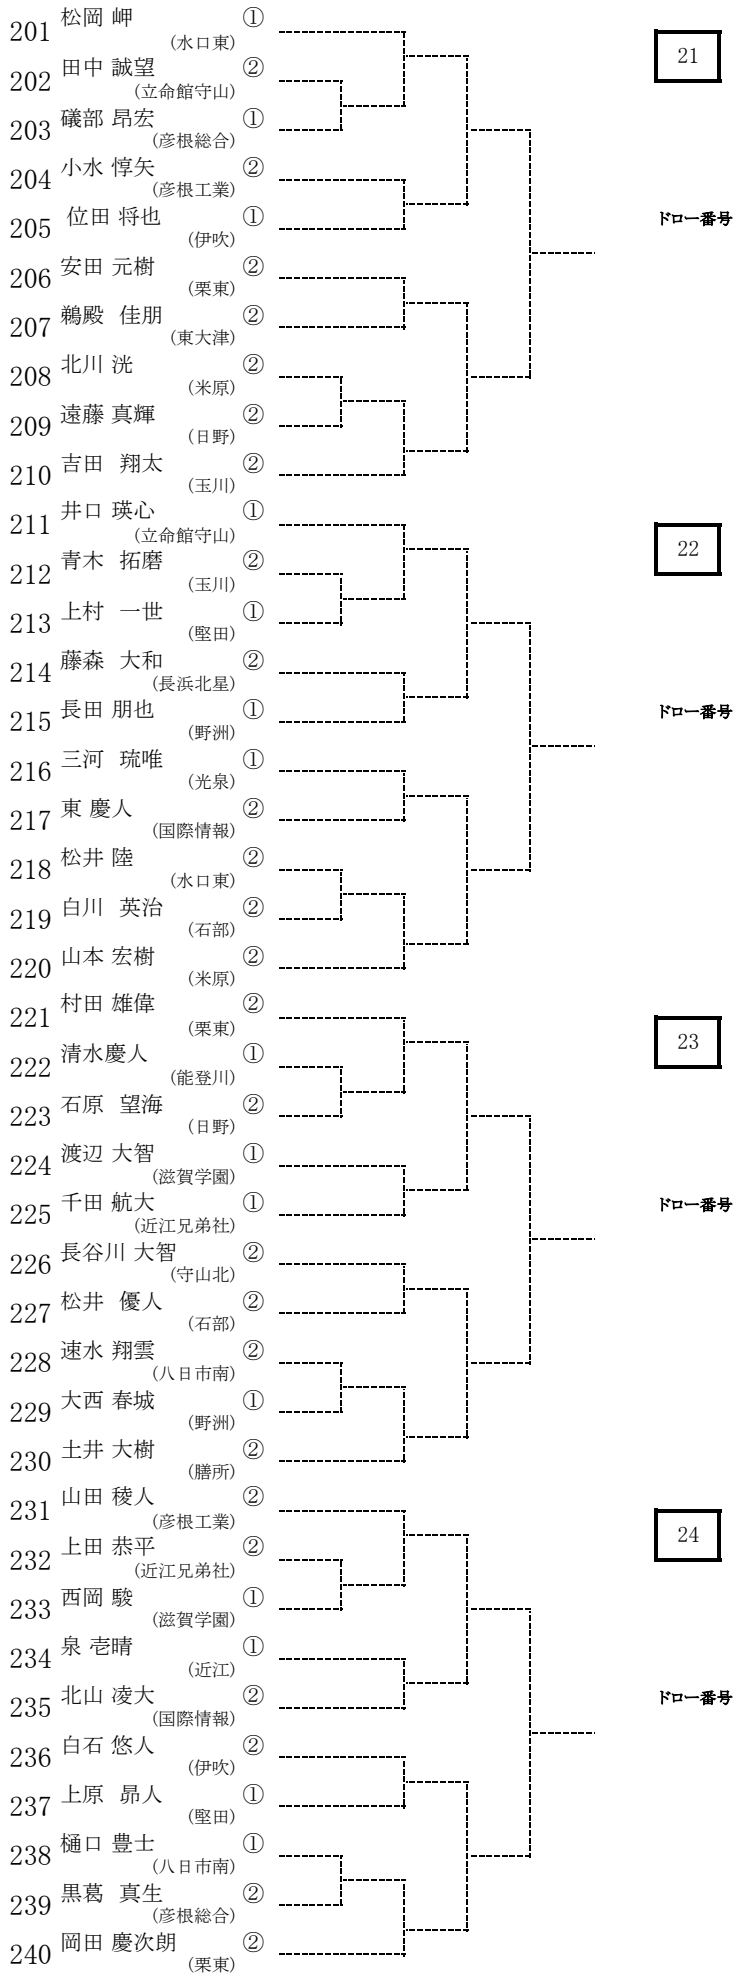 201 松岡 岬 ①
(水口東)
21
202 田中 誠望 ②
(立命館守山)
203 礒部 昂宏 ①
(彦根総合)
204 小水 惇矢 ②
(彦根工業)
205 位田 将也 ①
(伊吹)
ドロー番号
206 安田 元樹 ②
(栗東)
207 鵜殿 佳朋 ②
(東大津)
208 北川 洸 ②
(米原)
209 遠藤 真輝 ②
(日野)
210 吉田 翔太 ②
(玉川)
211 井口 瑛心 ①
(立命館守山)
22
212 青木 拓磨 ②
(玉川)
213 上村 一世 ①
(堅田)
214 藤森 大和 ②
(長浜北星)
215 長田 朋也 ①
(野洲)
ドロー番号
216 三河 琉唯 ①
(光泉)
217 東 慶人 ②
(国際情報)
218 松井 陸 ②
(水口東)
219 白川 英治 ②
(石部)
220 山本 宏樹 ②
(米原)
221 村田 雄偉 ②
(栗東)
23
222 清水慶人 ①
(能登川)
223 石原 望海 ②
(日野)
224 渡辺 大智 ①
(滋賀学園)
225 千田 航大 ①
(近江兄弟社)
ドロー番号
226 長谷川 大智 ②
(守山北)
227 松井 優人 ②
(石部)
228 速水 翔雲 ②
(八日市南)
229 大西 春城 ①
(野洲)
230 土井 大樹 ②
(膳所)
231 山田 稜人 ②
(彦根工業)
24
232 上田 恭平 ②
(近江兄弟社)
233 西岡 駿 ①
(滋賀学園)
234 泉 壱晴 ①
(近江)
235 北山 凌大 ②
(国際情報)
ドロー番号
236 白石 悠人 ②
(伊吹)
237 上原 昴人 ①
(堅田)
238 樋口 豊士 ①
(八日市南)
239 黒葛 真生 ②
(彦根総合)
240 岡田 慶次朗 ②
(栗東)